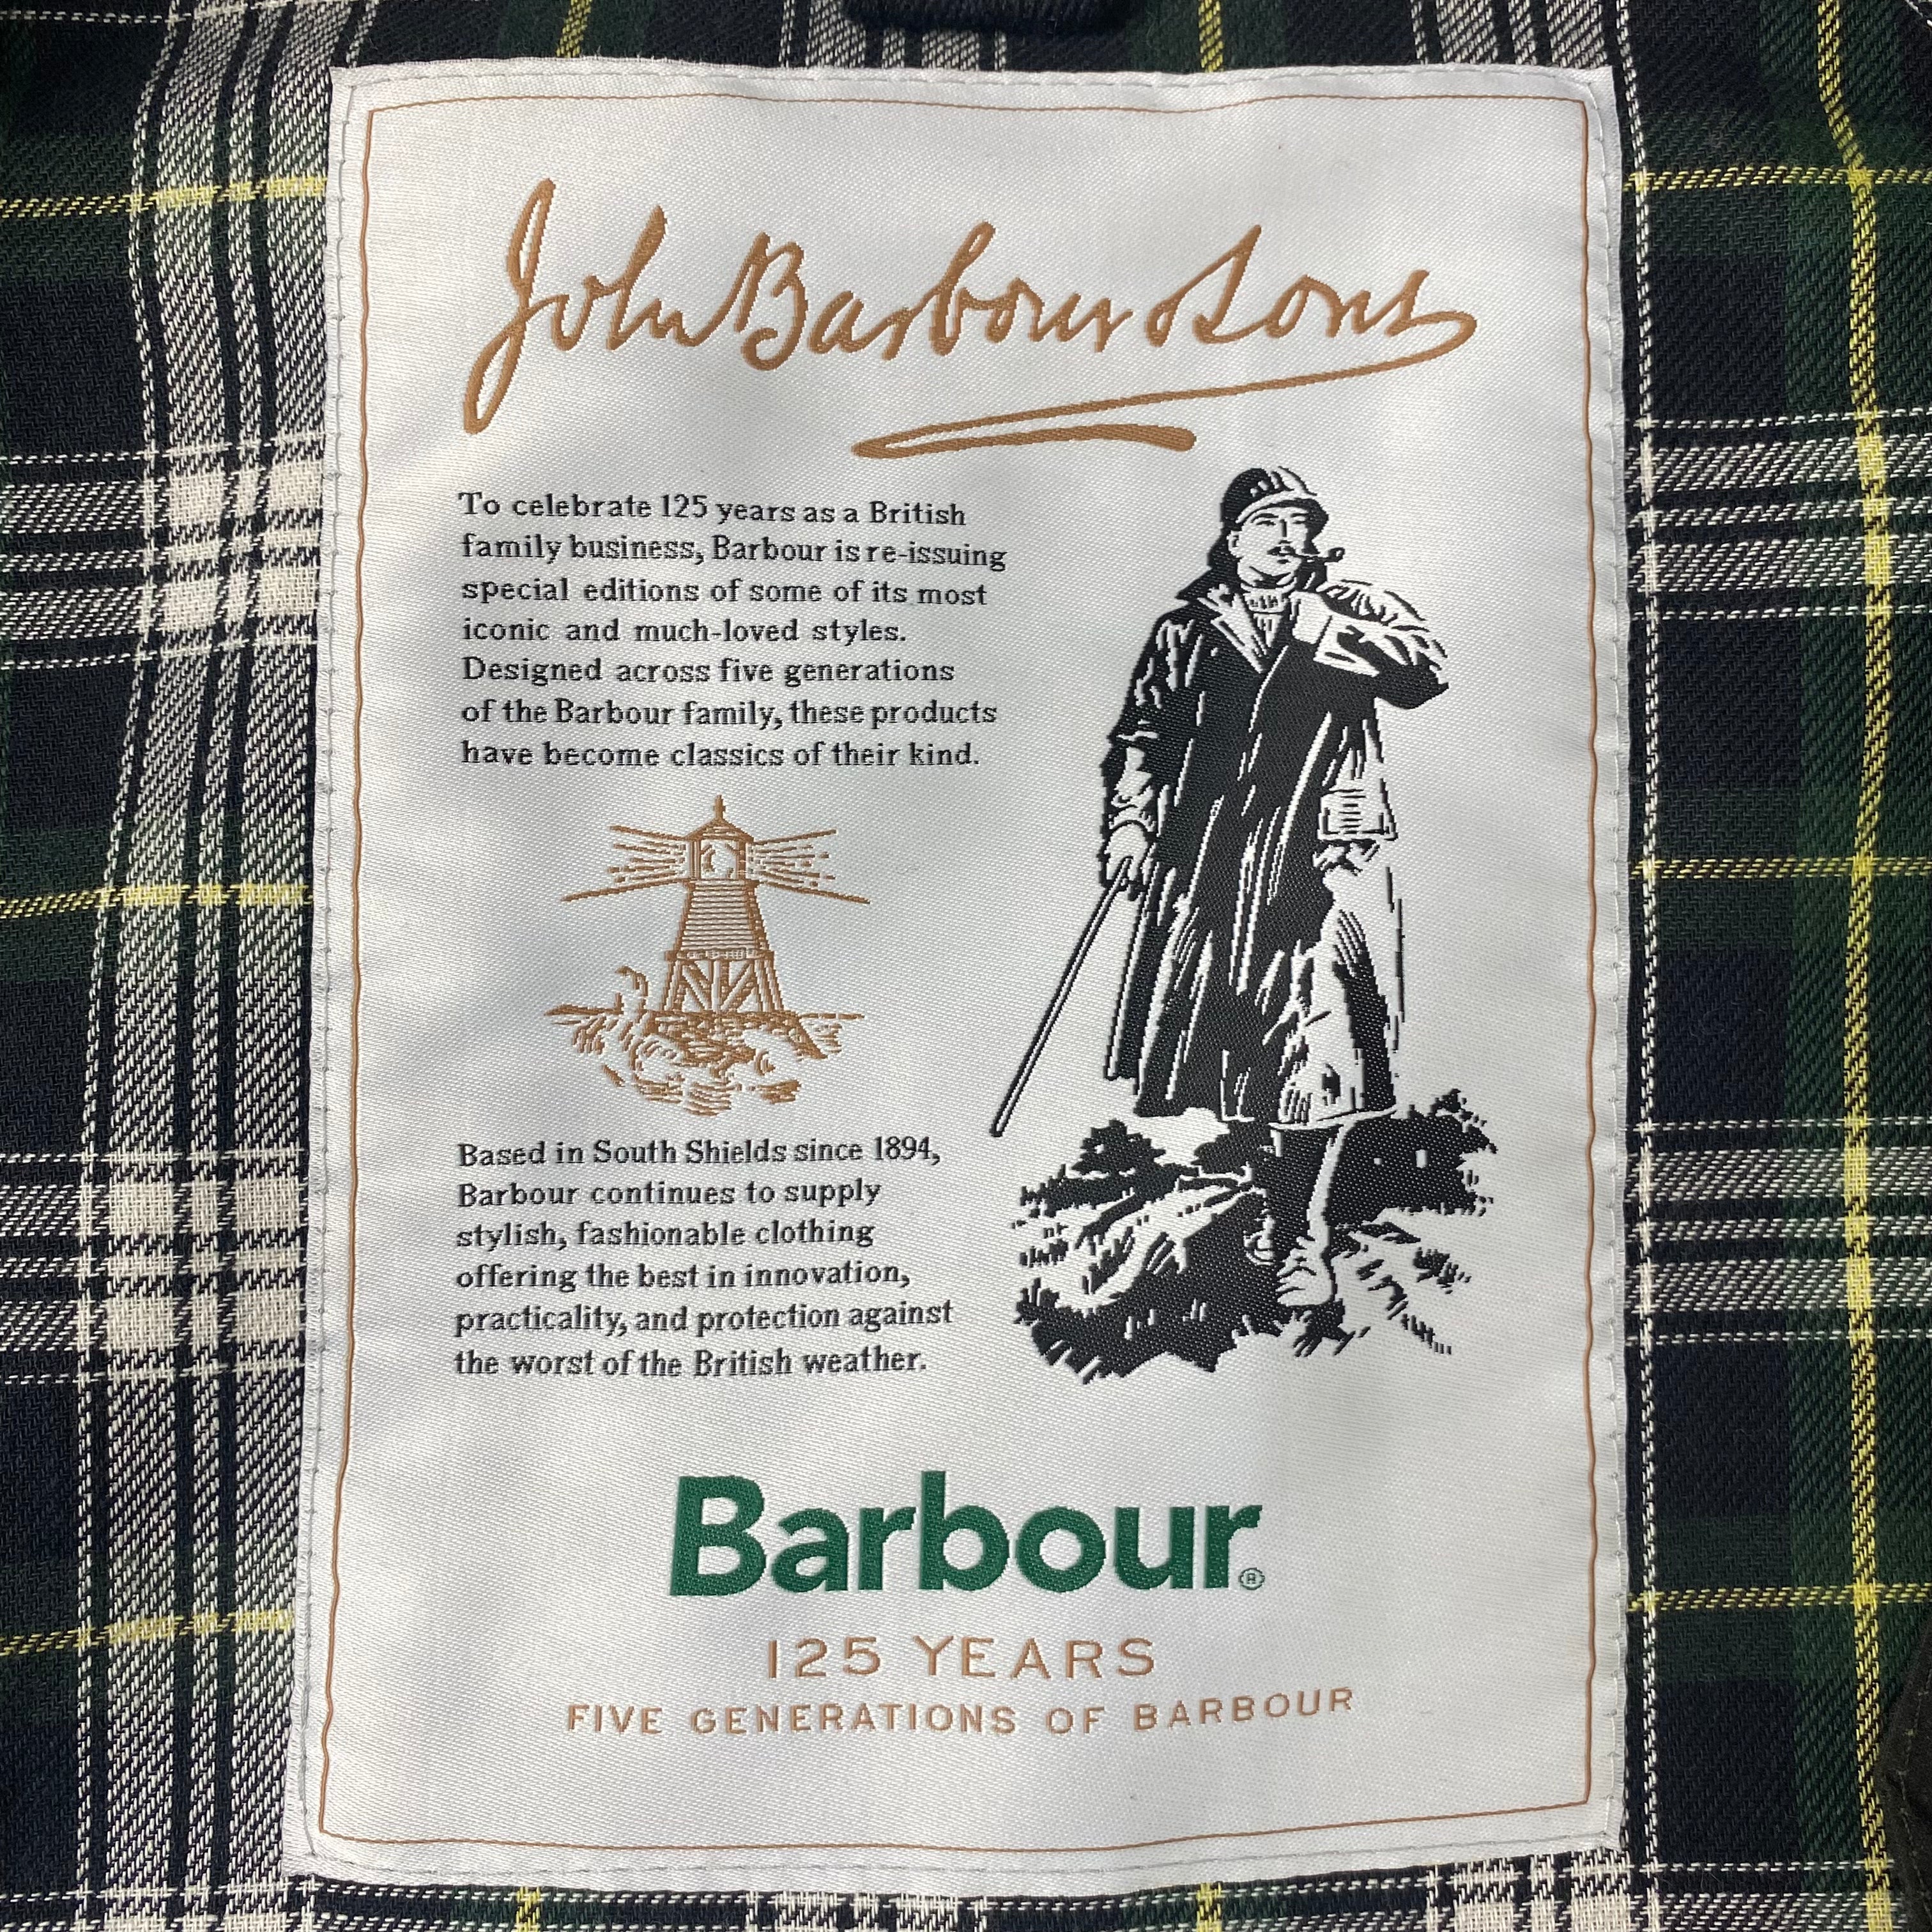 John Barbour & Sons
To celebrate 125 years as a British
family business, Barbour is re-issuing
special editions of some of its most
iconic and much-loved styles.
Designed across five generations
of the Barbour family, these products
have become classics of their kind.
Based in South Shields since 1894,
Barbour continues to supply
stylish, fashionable clothing
offering the best in innovation,
practicality, and protection against
the worst of the British weather.
Barbour®
125 YEARS
FIVE GENERATIONS OF BARBOUR